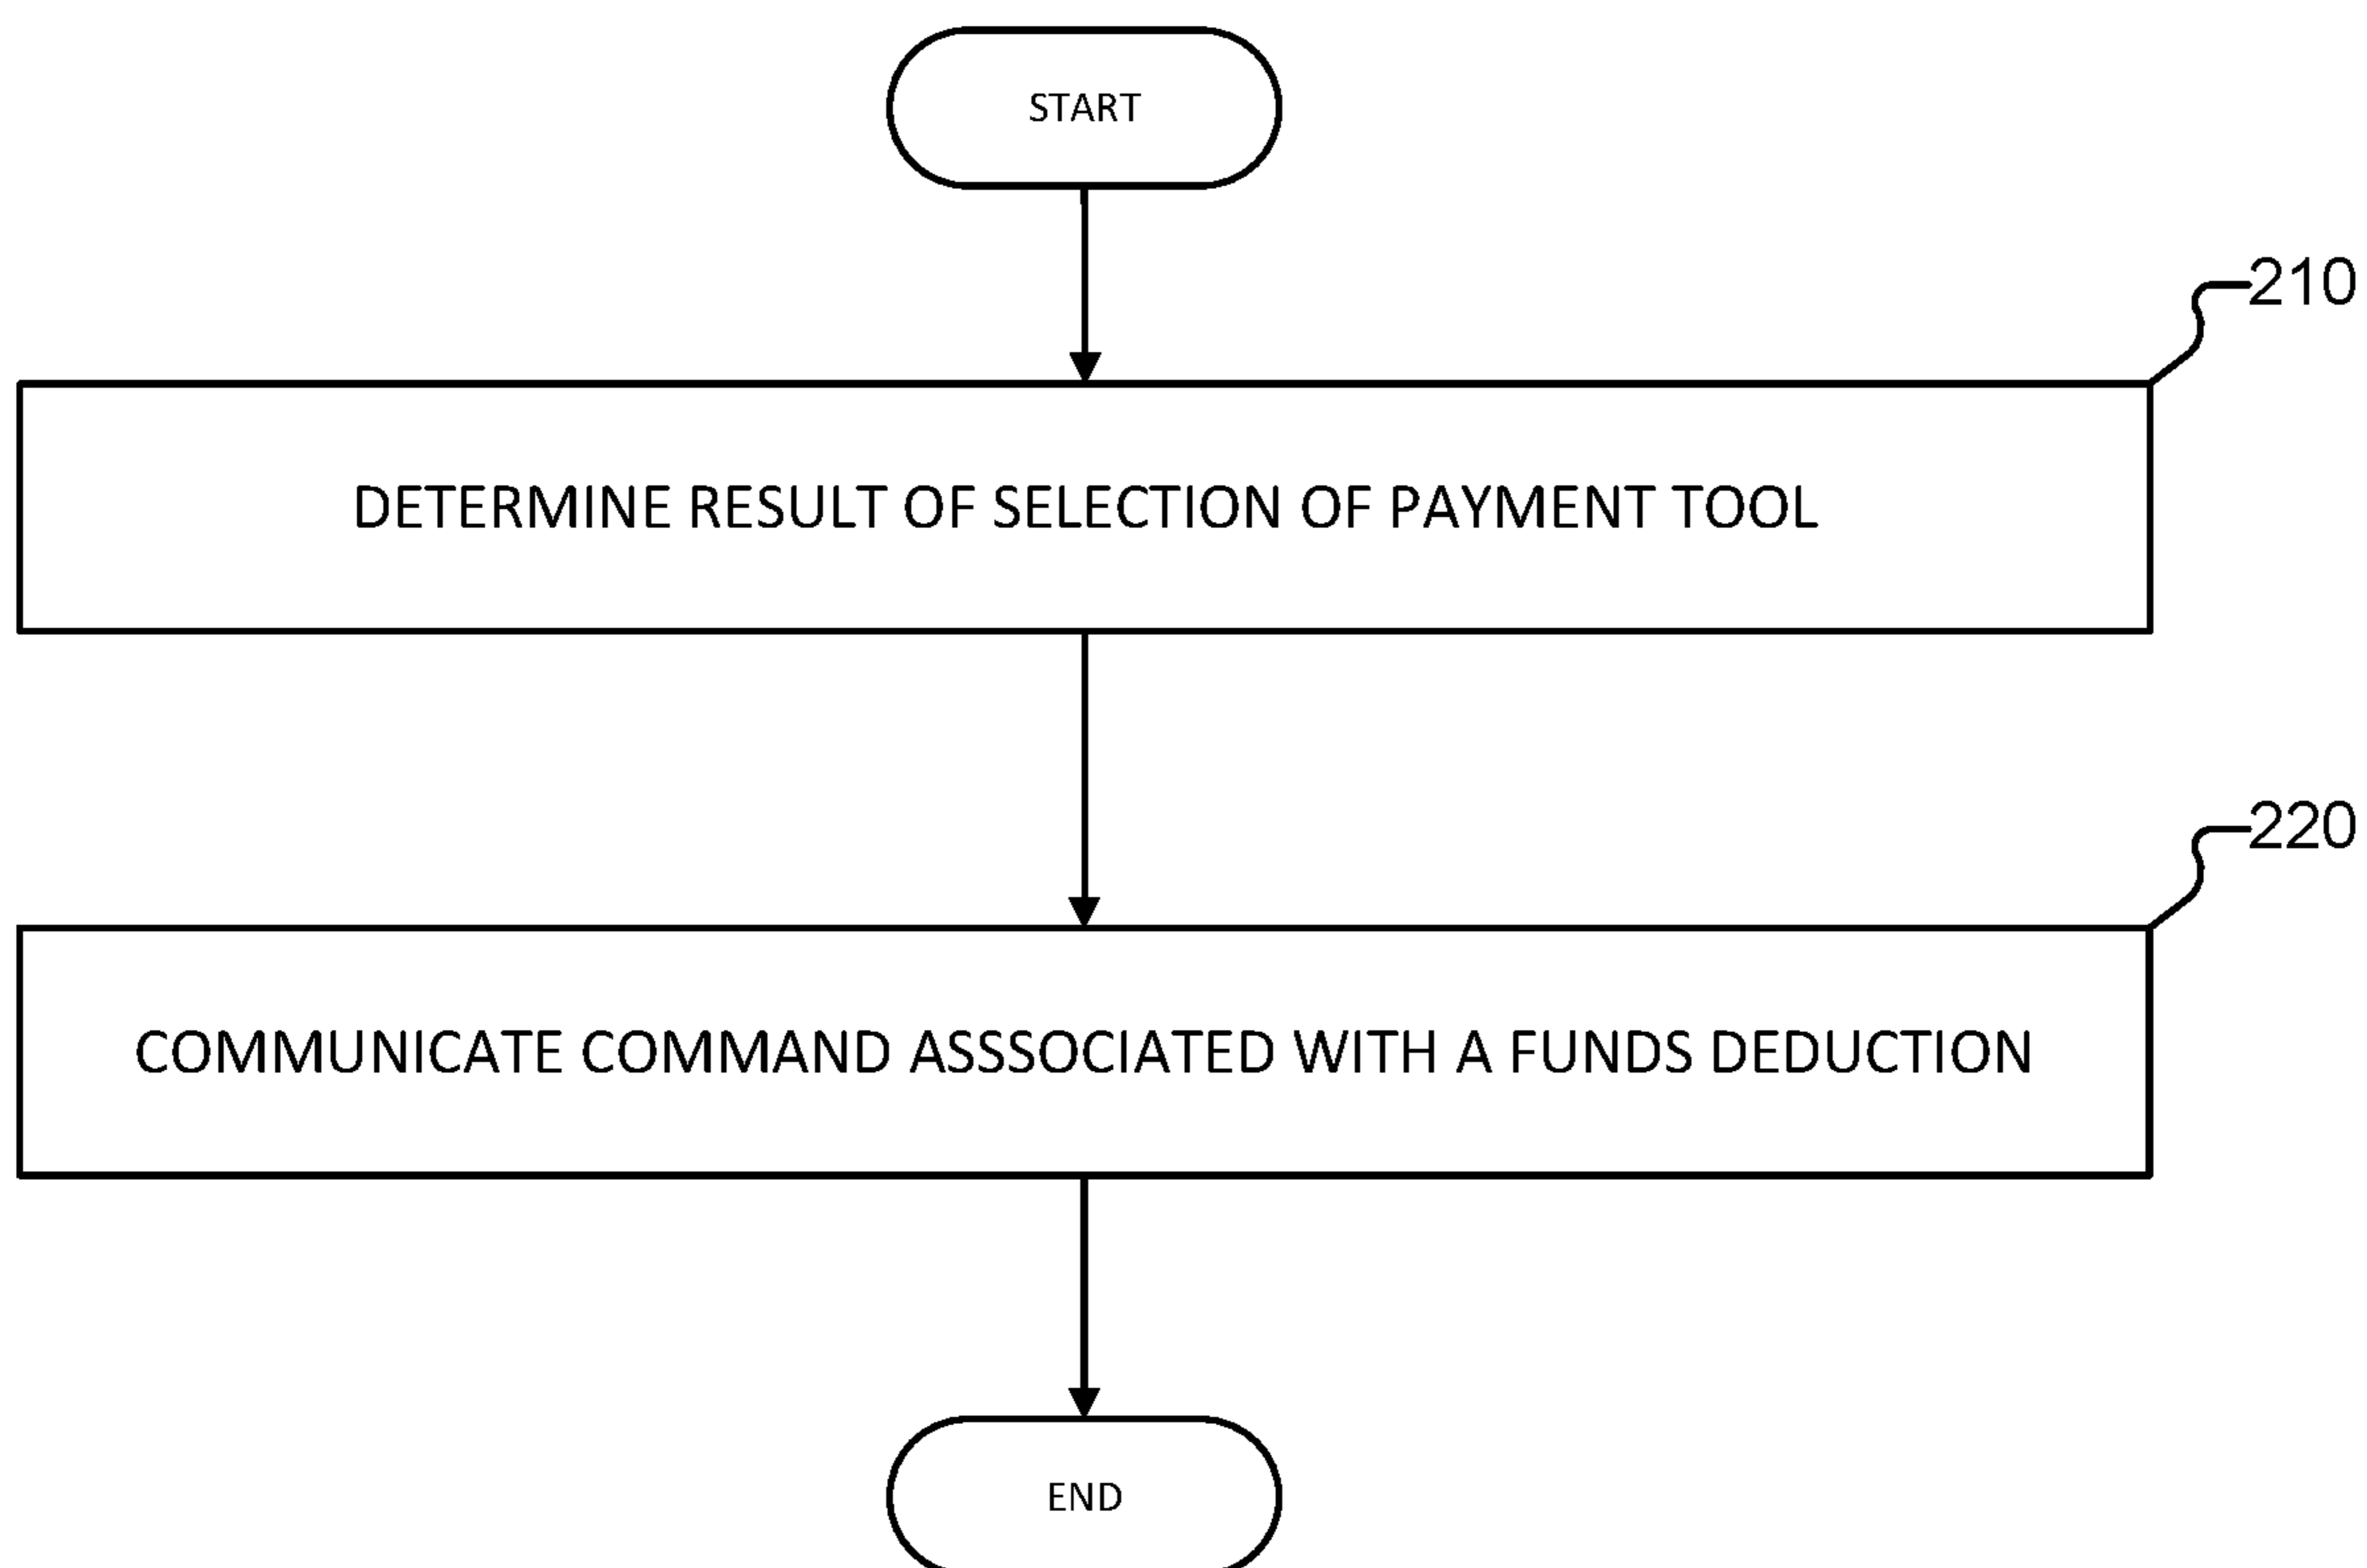 START
210
DETERMINE RESULT OF SELECTION OF PAYMENT TOOL
220
COMMUNICATE COMMAND ASSSOCIATED WITH A FUNDS DEDUCTION
END